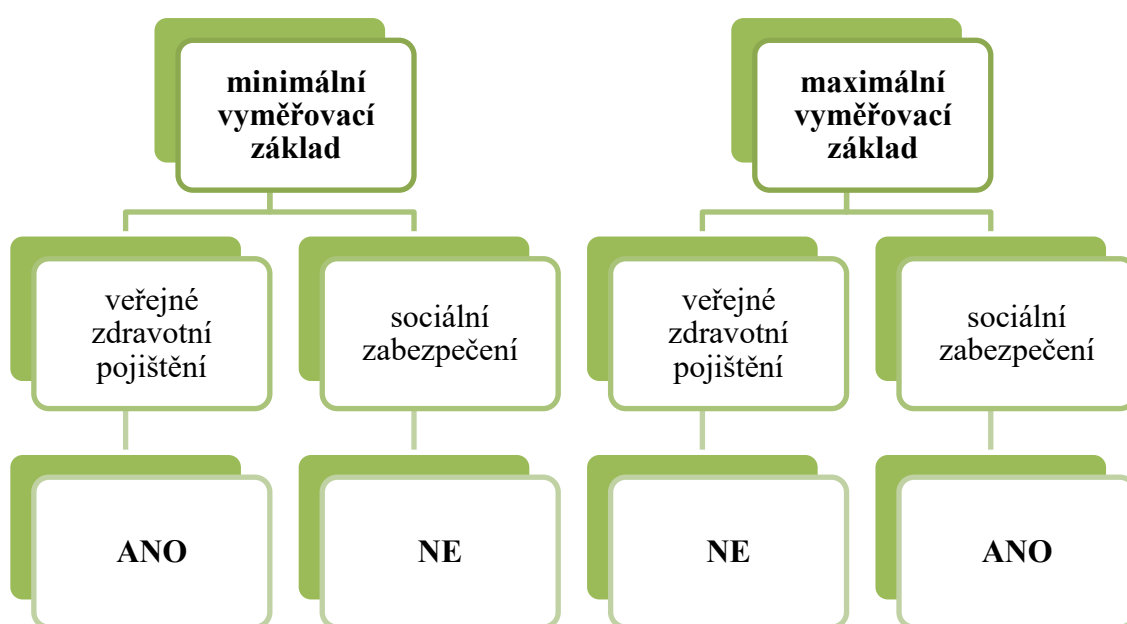 minimální
vyměřovací
základ
maximální
vyměřovací
základ
veřejné
zdravotní
pojištění
sociální
zabezpečení
veřejné
zdravotní
pojištění
sociální
zabezpečení
ANO
NE
NE
ANO